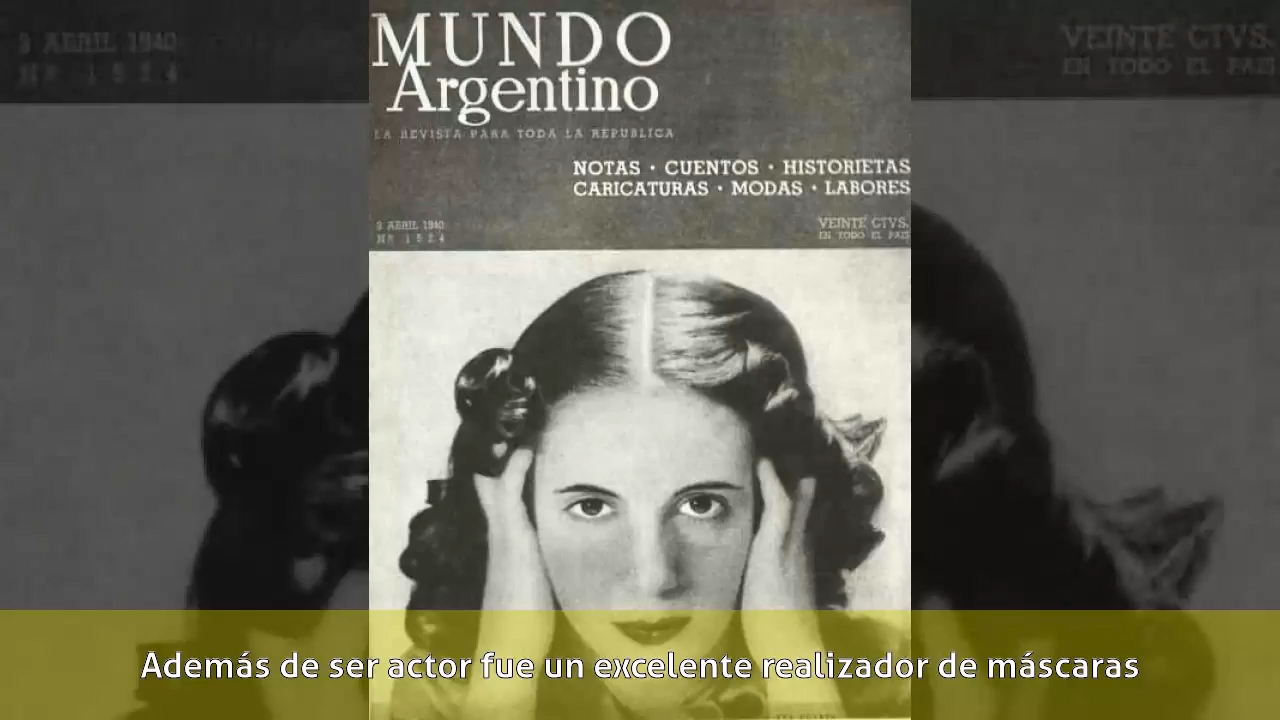 MUNDO
Argentino
LA REVISTA PARA TODA LA REPUBLICA
NOTAS · CUENTOS · HISTORIETAS
CARICATURAS · MODAS · LABORES
3 ABRIL 1940
Nº 1524
VEINTE CTVS.
EN TODO EL PAIS
Además de ser actor fue un excelente realizador de máscaras